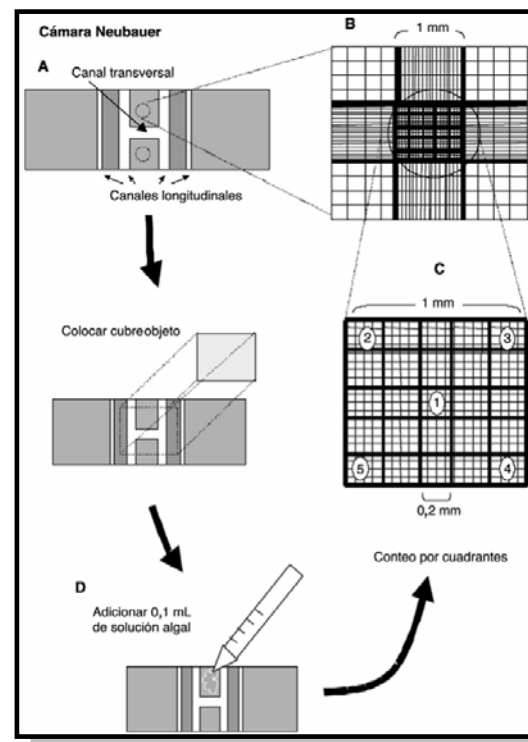 Cámara Neubauer
A
Canal transversal
Canales longitudinales
B
1 mm
C
1 mm
2
3
1
5
4
0,2 mm
Colocar cubreobjeto
Conteo por cuadrantes
D
Adicionar 0,1 mL
de solución algal